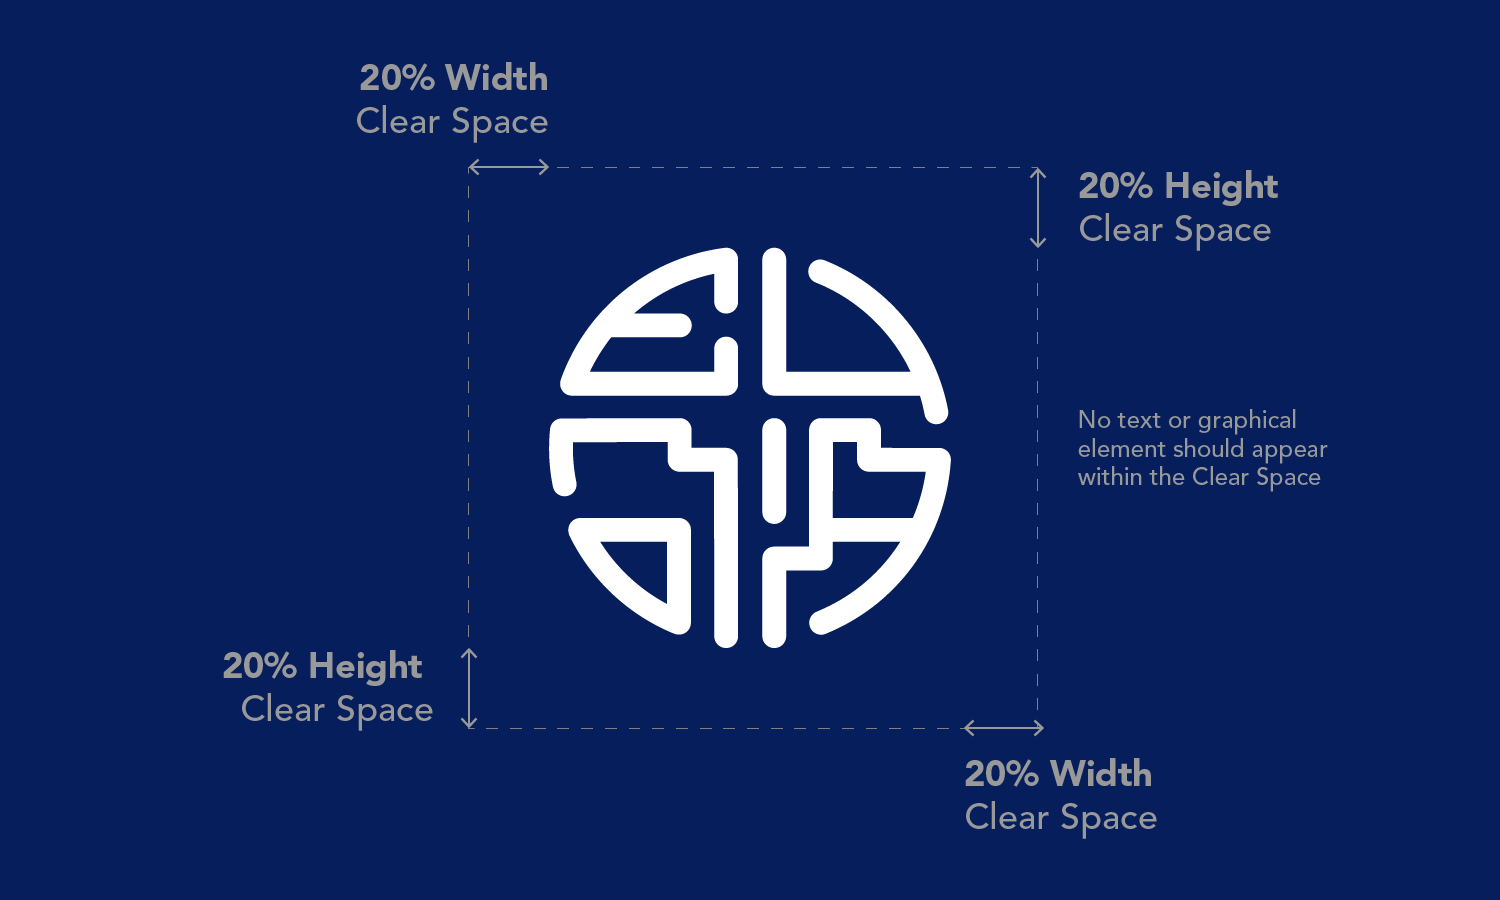 20% Width
Clear Space
20% Height
Clear Space
No text or graphical
element should appear
within the Clear Space
20% Height
Clear Space
20% Width
Clear Space